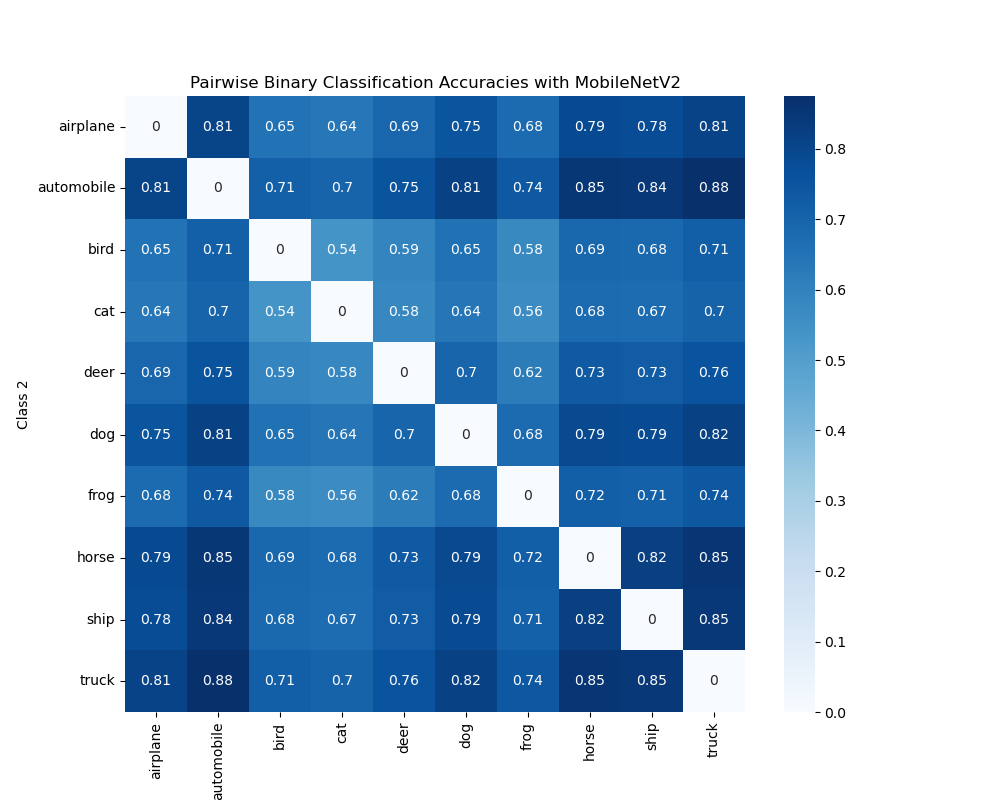 Pairwise Binary Classification Accuracies with MobileNetV2
airplane 0 0.81 0.65 0.64 0.69 0.75 0.68 0.79 0.78 0.81
automobile 0.81 0 0.71 0.7 0.75 0.81 0.74 0.85 0.84 0.88
bird 0.65 0.71 0 0.54 0.59 0.65 0.58 0.69 0.68 0.71
cat 0.64 0.7 0.54 0 0.58 0.64 0.56 0.68 0.67 0.7
deer 0.69 0.75 0.59 0.58 0 0.7 0.62 0.73 0.73 0.76
dog 0.75 0.81 0.65 0.64 0.7 0 0.68 0.79 0.79 0.82
frog 0.68 0.74 0.58 0.56 0.62 0.68 0 0.72 0.71 0.74
horse 0.79 0.85 0.69 0.68 0.73 0.79 0.72 0 0.82 0.85
ship 0.78 0.84 0.68 0.67 0.73 0.79 0.71 0.82 0 0.85
truck 0.81 0.88 0.71 0.7 0.76 0.82 0.74 0.85 0.85 0
Class 2
airplane automobile bird cat deer dog frog horse ship truck
0.8
0.7
0.6
0.5
0.4
0.3
0.2
0.1
0.0